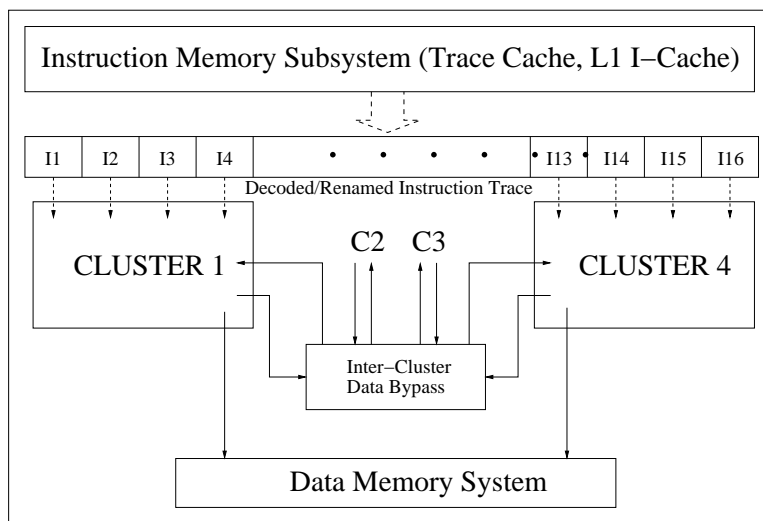 Instruction Memory Subsystem (Trace Cache, L1 I–Cache)
I1 I2 I3 I4 • • • • • • I13 I14 I15 I16
Decoded/Renamed Instruction Trace
CLUSTER 1
C2 C3
CLUSTER 4
Inter–Cluster
Data Bypass
Data Memory System